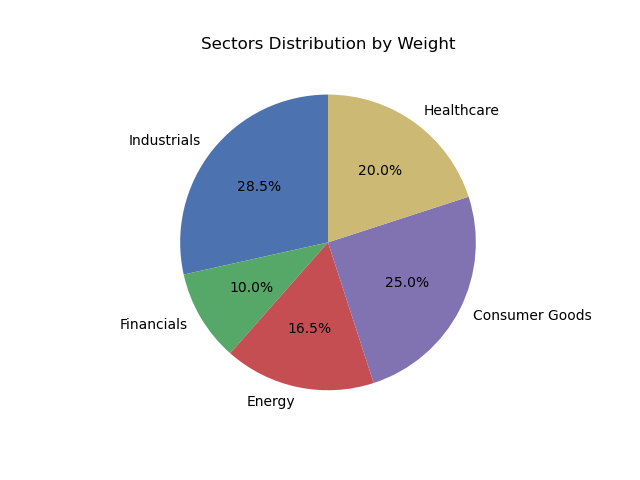 Sectors Distribution by Weight
Healthcare
Industrials
20.0%
28.5%
25.0%
10.0%
Consumer Goods
Financials
16.5%
Energy